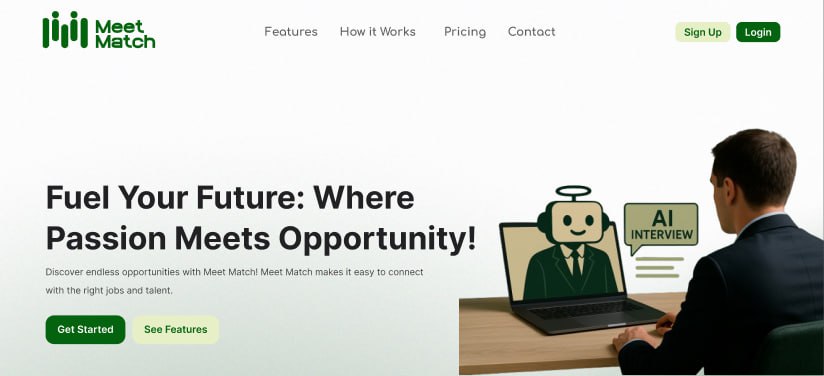 Meet
Match
Features
How it Works
Pricing
Contact
Sign Up
Login
Fuel Your Future: Where
Passion Meets Opportunity!
Discover endless opportunities with Meet Match! Meet Match makes it easy to connect
with the right jobs and talent.
Get Started
See Features
AI
INTERVIEW